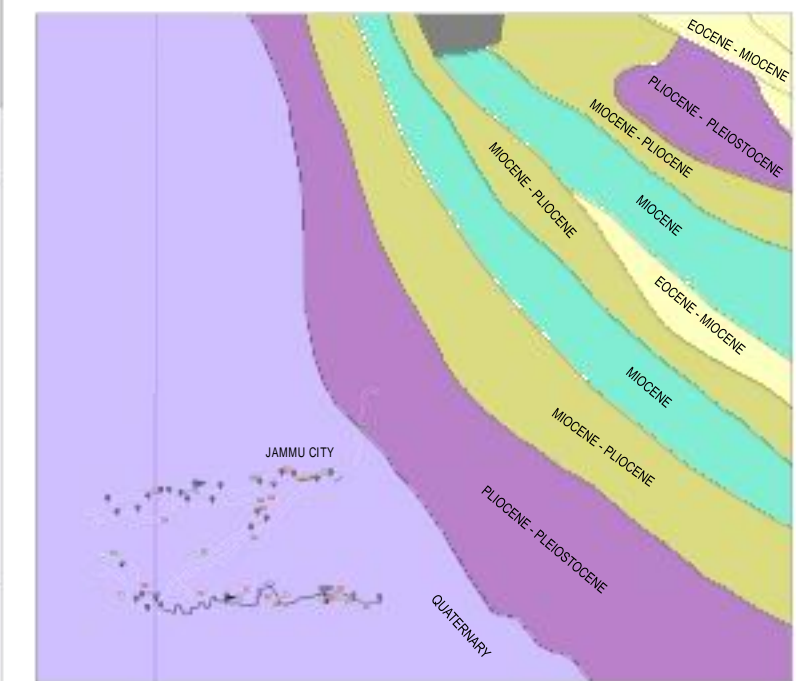 EOCENE - MIOCENE
PLIOCENE - PLEIOSTOCENE
MIOCENE - PLIOCENE
MIOCENE - PLIOCENE
MIOCENE
EOCENE - MIOCENE
MIOCENE
MIOCENE - PLIOCENE
JAMMU CITY
PLIOCENE - PLEIOSTOCENE
QUATERNARY